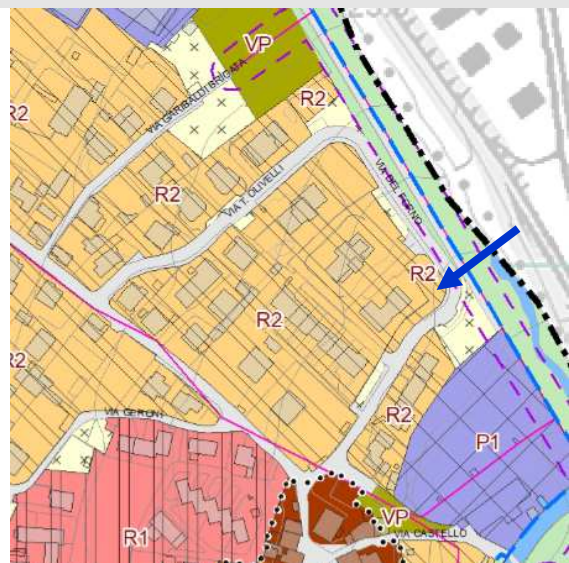 VP
VIA GARIBALDI BRIGATA
R2
R2
R2
VIA T. OLIVELLI
VIA DEL FORNO
R2
R2
R2
R2
VIA GERONI
P1
R1
VP
VIA CASTELLO